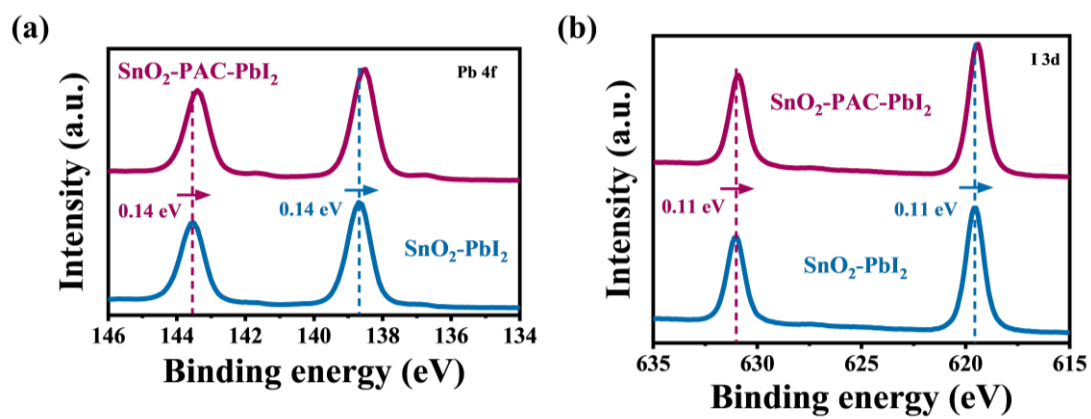 (a)
Intensity (a.u.)
SnO₂-PAC-PbI₂
Pb 4f
0.14 eV
0.14 eV
SnO₂-PbI₂
146 144 142 140 138 136 134
Binding energy (eV)
(b)
Intensity (a.u.)
I 3d
SnO₂-PAC-PbI₂
0.11 eV
0.11 eV
SnO₂-PbI₂
635 630 625 620 615
Binding energy (eV)